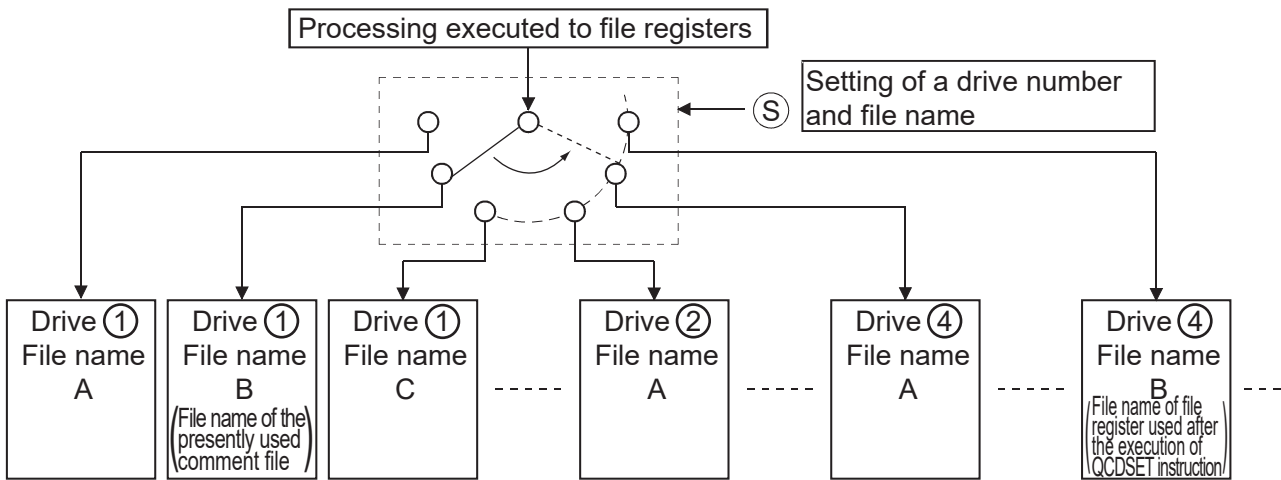 Processing executed to file registers
S
Setting of a drive number
and file name
Drive 1
File name
A
Drive 1
File name
B
(File name of the
presently used
comment file)
Drive 1
File name
C
Drive 2
File name
A
Drive 4
File name
A
Drive 4
File name
B
(File name of file
register used after
the execution of
QCDSET instruction)